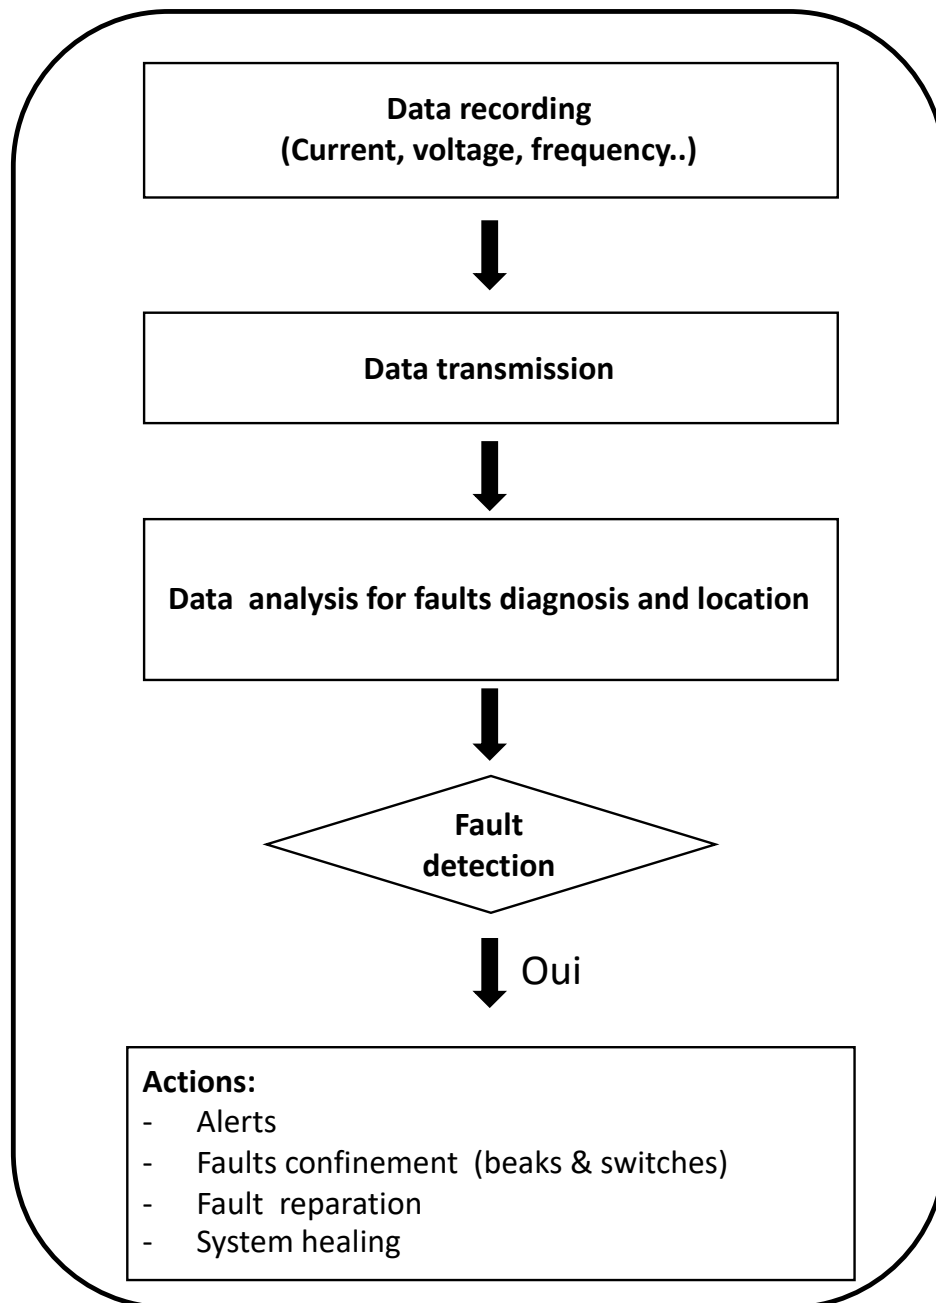 Data recording
(Current, voltage, frequency..)
Data transmission
Data  analysis for faults diagnosis and location
Fault
detection
Oui
Actions:
-    Alerts
-    Faults confinement  (beaks & switches)
-    Fault  reparation
-    System healing